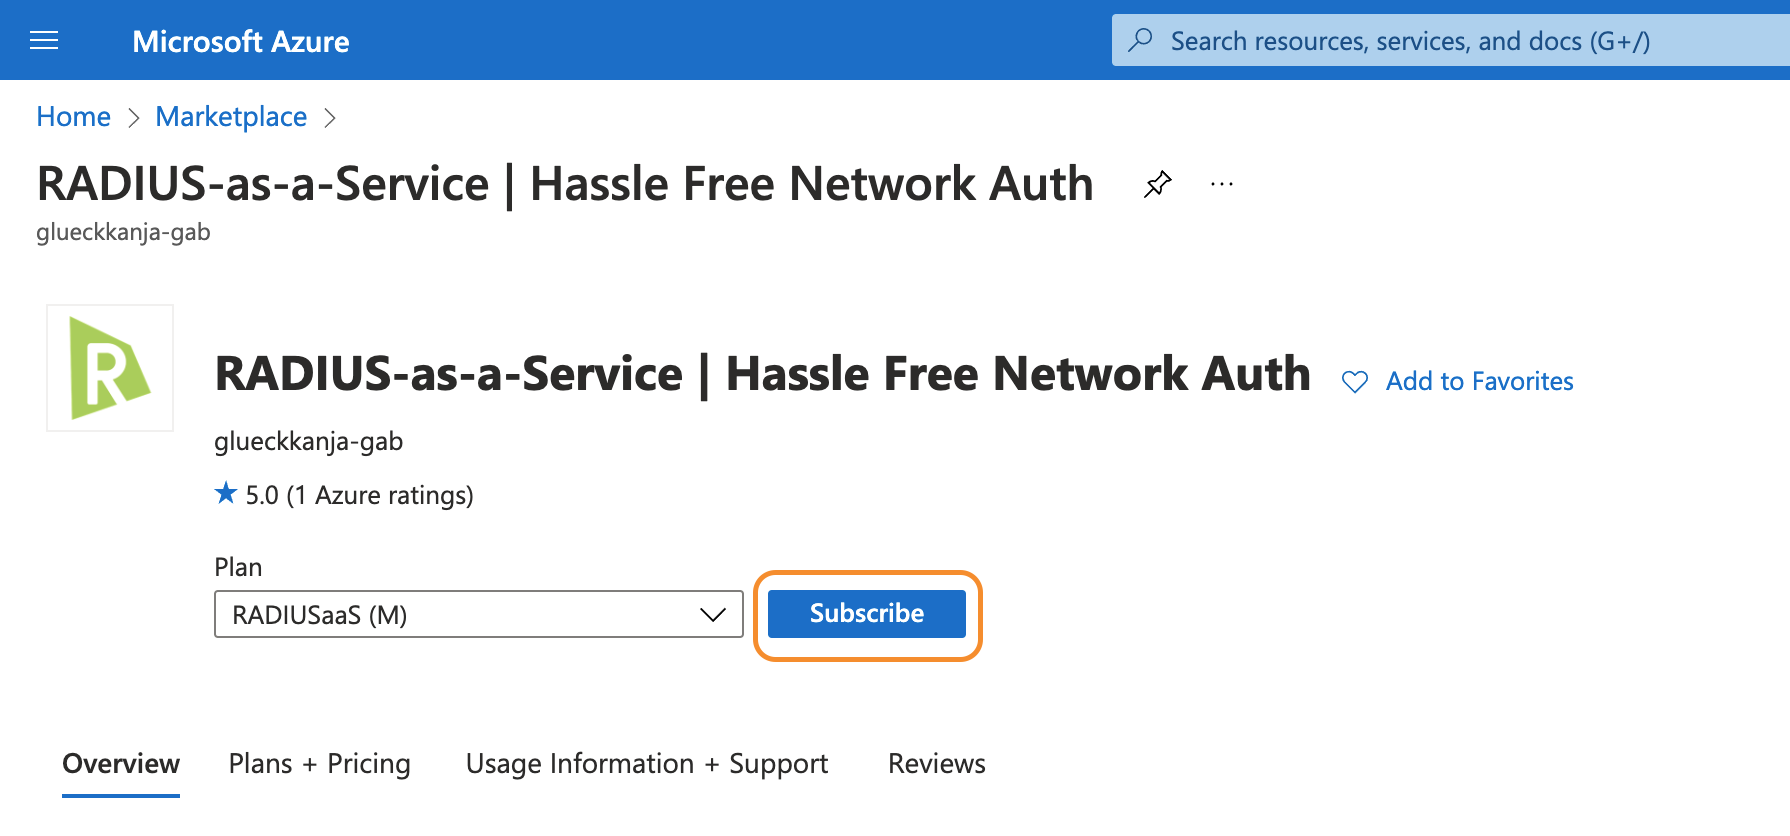 Microsoft Azure
Search resources, services, and docs (G+/)
Home > Marketplace >
RADIUS-as-a-Service | Hassle Free Network Auth ...
glueckkanja-gab
R
RADIUS-as-a-Service | Hassle Free Network Auth
Add to Favorites
glueckkanja-gab
★ 5.0 (1 Azure ratings)
Plan
RADIUSaaS (M)
Subscribe
Overview
Plans + Pricing
Usage Information + Support
Reviews